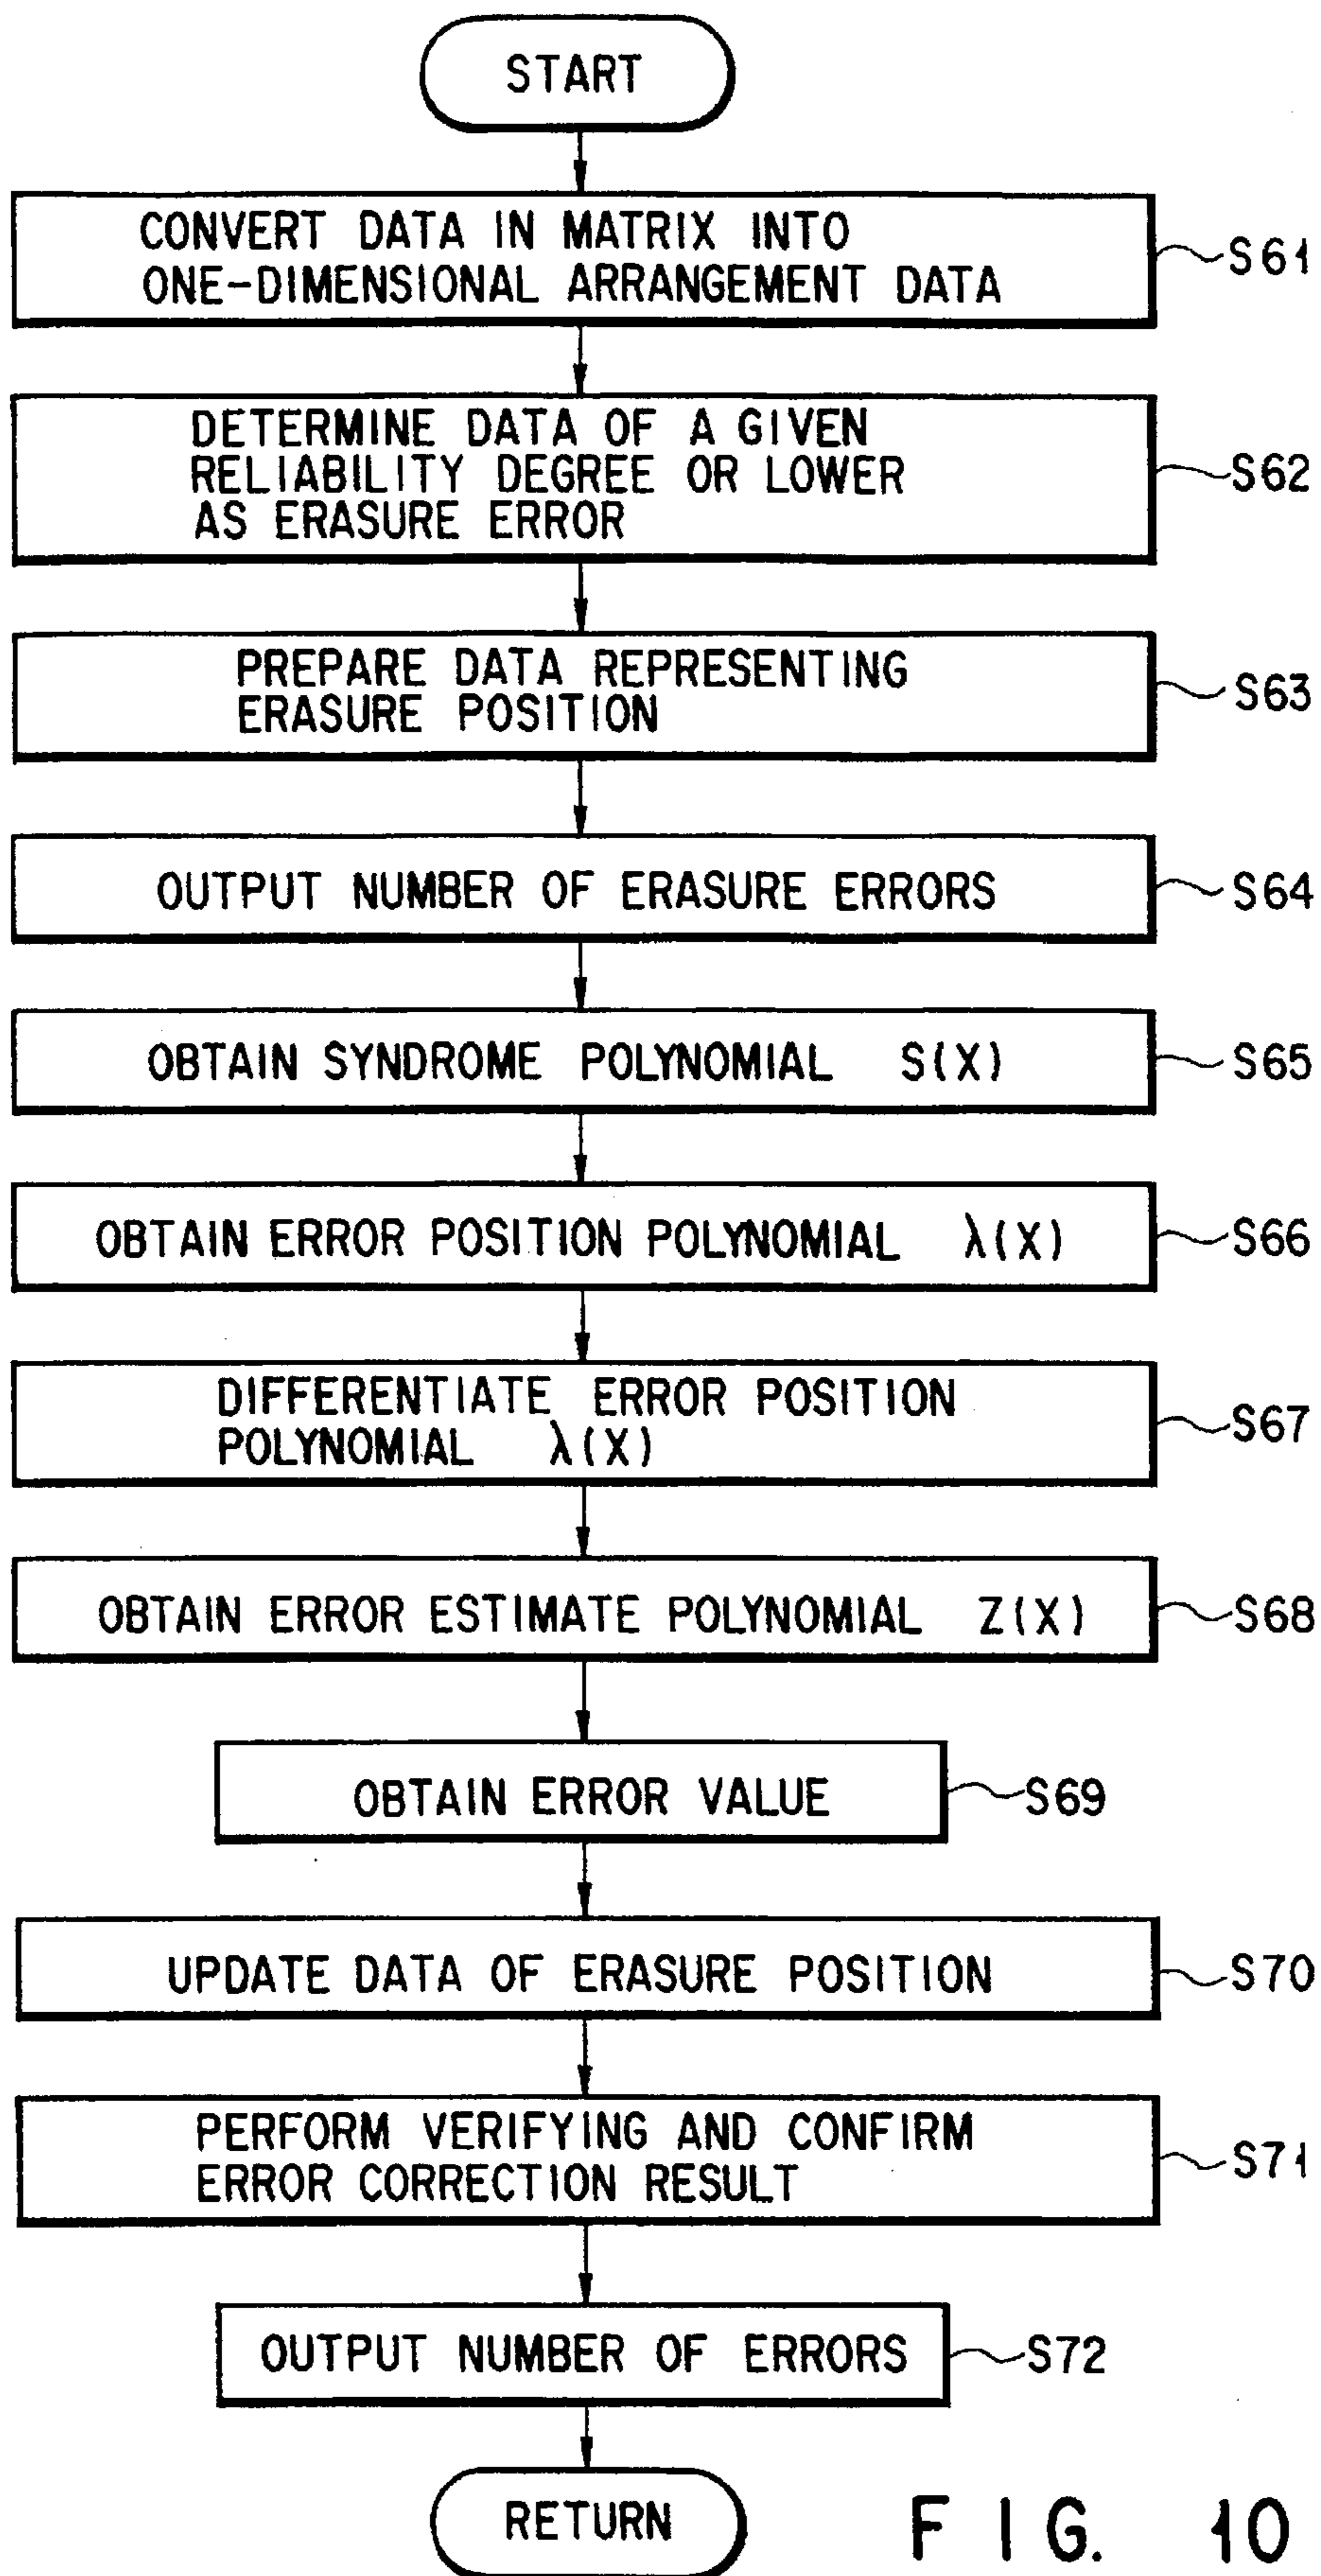 START
CONVERT DATA IN MATRIX INTO
ONE-DIMENSIONAL ARRANGEMENT DATA
S61
DETERMINE DATA OF A GIVEN
RELIABILITY DEGREE OR LOWER
AS ERASURE ERROR
S62
PREPARE DATA REPRESENTING
ERASURE POSITION
S63
OUTPUT NUMBER OF ERASURE ERRORS
S64
OBTAIN SYNDROME POLYNOMIAL S(X)
S65
OBTAIN ERROR POSITION POLYNOMIAL λ(X)
S66
DIFFERENTIATE ERROR POSITION
POLYNOMIAL λ(X)
S67
OBTAIN ERROR ESTIMATE POLYNOMIAL Z(X)
S68
OBTAIN ERROR VALUE
S69
UPDATE DATA OF ERASURE POSITION
S70
PERFORM VERIFYING AND CONFIRM
ERROR CORRECTION RESULT
S71
OUTPUT NUMBER OF ERRORS
S72
RETURN
FIG. 10